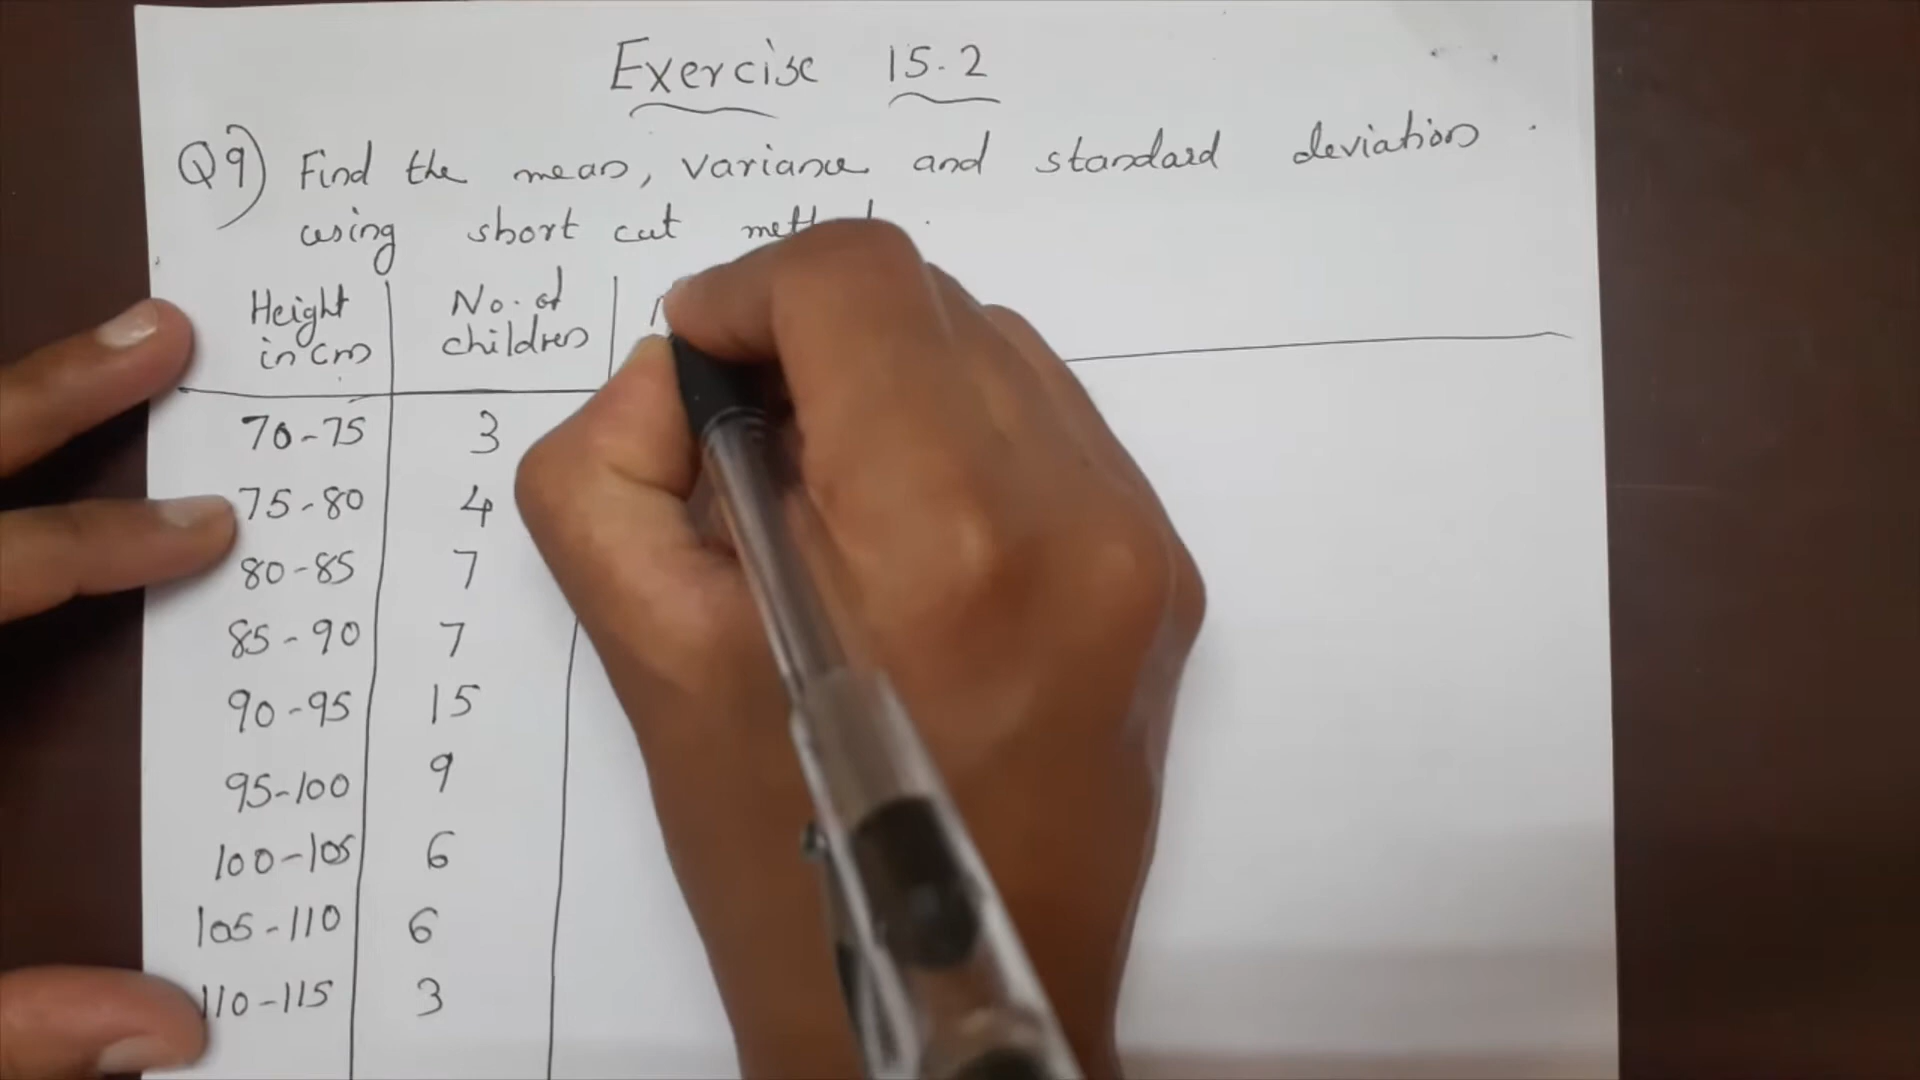 Exercise 15.2
Q9) Find the mean, variance and standard deviation
using short cut
Height in cm No. of children
70-75 3
75-80 4
80-85 7
85-90 7
90-95 15
95-100 9
100-105 6
105-110 6
110-115 3